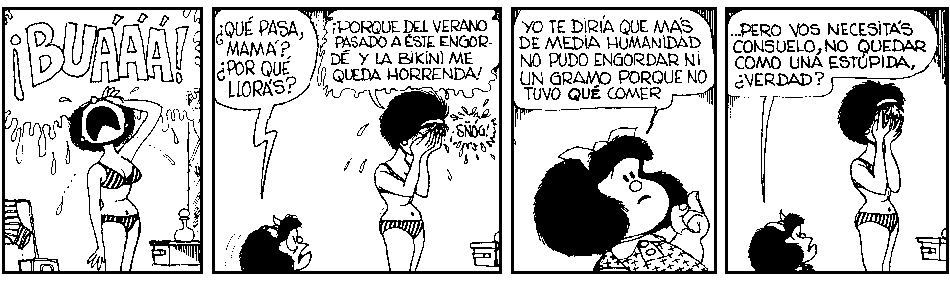 ¡BUÁÁÁ!
¿QUÉ PASA,
MAMÁ?
¿POR QUÉ
LLORÁS?
¡PORQUE DEL VERANO
PASADO A ÉSTE ENGOR-
DÉ Y LA BIKINI ME
QUEDA HORRENDA!
¡SÑOG!
YO TE DIRÍA QUE MÁS
DE MEDIA HUMANIDAD
NO PUDO ENGORDAR NI
UN GRAMO PORQUE NO
TUVO QUÉ COMER
...PERO VOS NECESITÁS
CONSUELO, NO QUEDAR
COMO UNA ESTÚPIDA,
¿VERDAD?